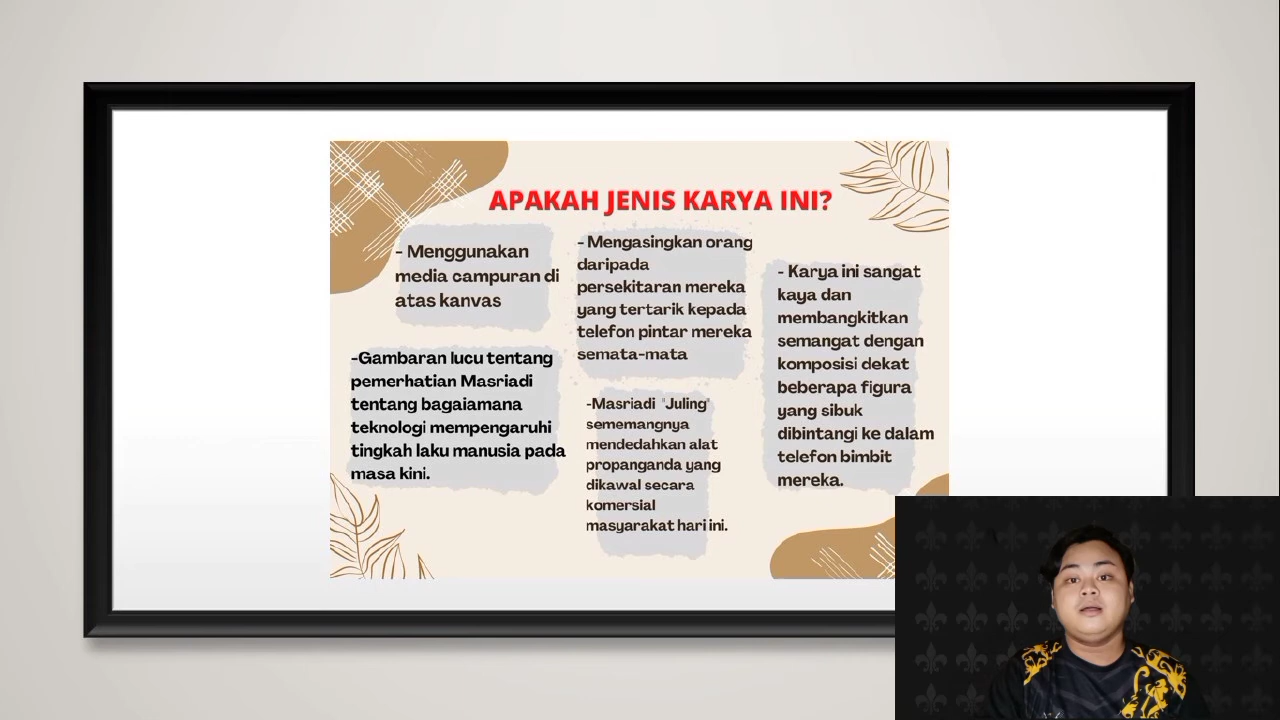 APAKAH JENIS KARYA INI?
- Menggunakan
media campuran di
atas kanvas
-Gambaran lucu tentang
pemerhatian Masriadi
tentang bagaiamana
teknologi mempengaruhi
tingkah laku manusia pada
masa kini.
- Mengasingkan orang
daripada
persekitaran mereka
yang tertarik kepada
telefon pintar mereka
semata-mata
-Masriadi "Juling"
sememangnya
mendedahkan alat
propanganda yang
dikawal secara
komersial
masyarakat hari ini.
- Karya ini sangat
kaya dan
membangkitkan
semangat dengan
komposisi dekat
beberapa figura
yang sibuk
dibintangi ke dalam
telefon bimbit
mereka.